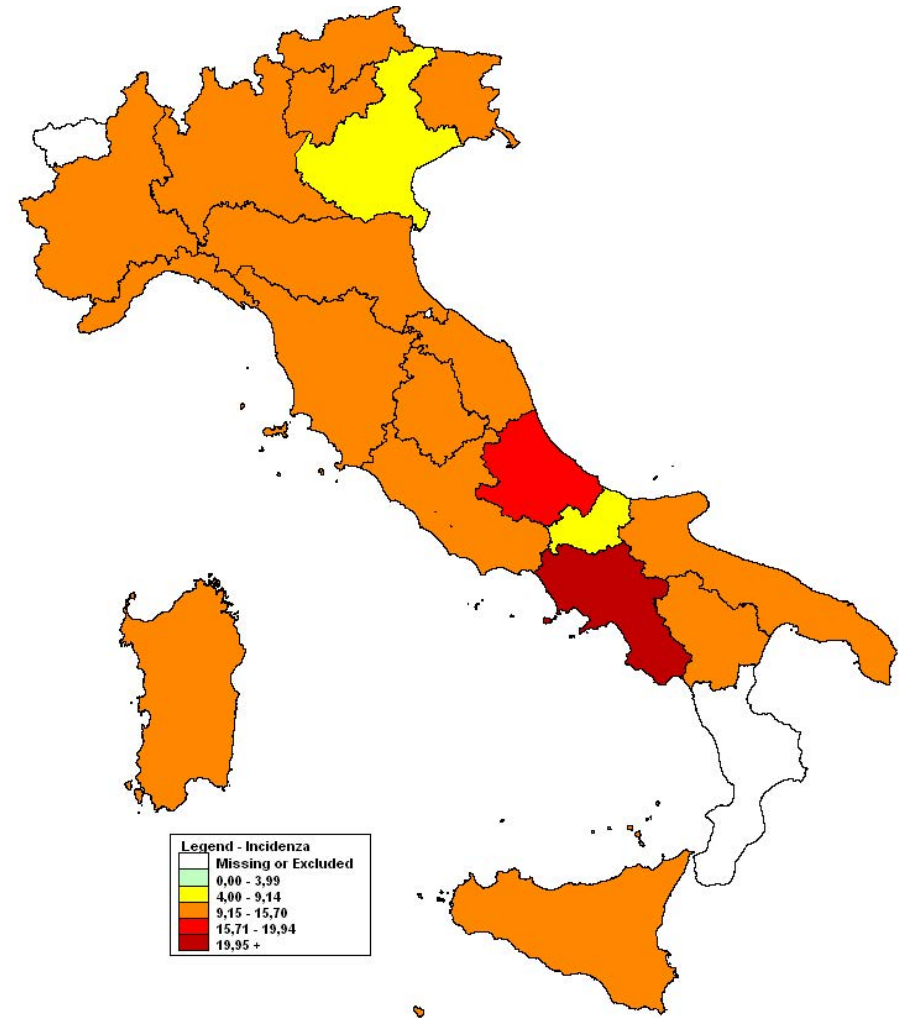 Legend - Incidenza
Missing or Excluded
0,00 - 3,99
4,00 - 9,14
9,15 - 15,70
15,71 - 19,94
19,95 +